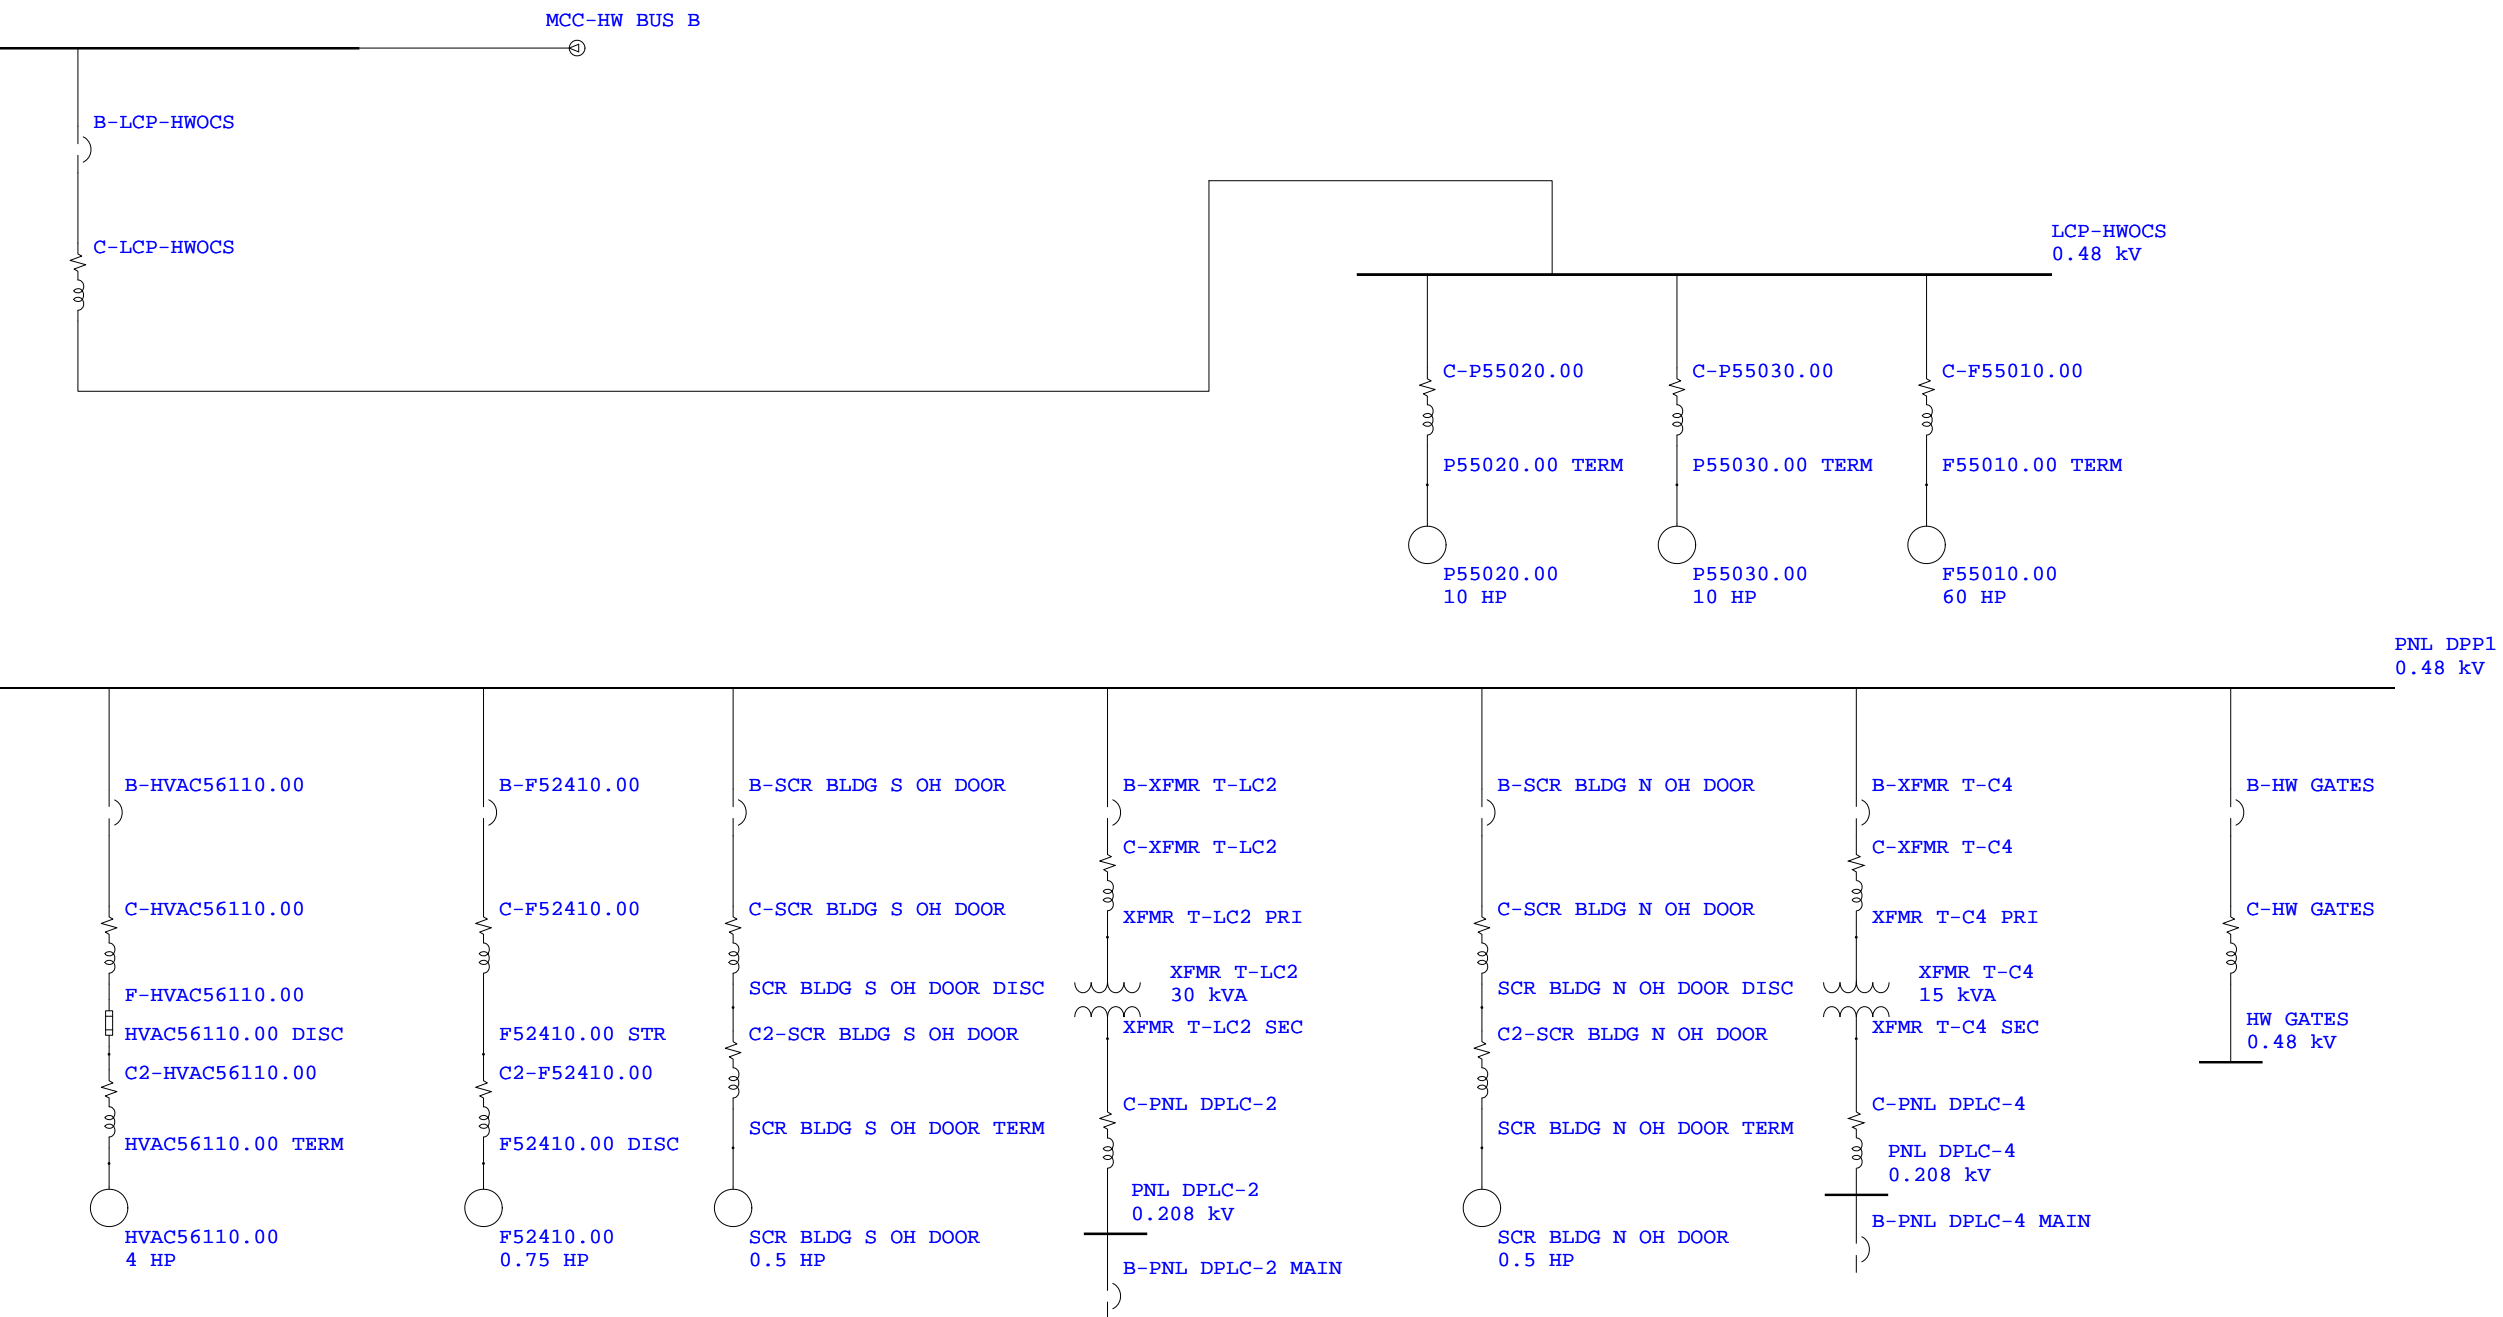 MCC-HW BUS B
B-LCP-HWOCS
C-LCP-HWOCS
LCP-HWOCS
0.48 kV
C-P55020.00
C-P55030.00
C-F55010.00
P55020.00 TERM
P55030.00 TERM
F55010.00 TERM
P55020.00
10 HP
P55030.00
10 HP
F55010.00
60 HP
PNL DPP1
0.48 kV
B-HVAC56110.00
C-HVAC56110.00
F-HVAC56110.00
HVAC56110.00 DISC
C2-HVAC56110.00
HVAC56110.00 TERM
HVAC56110.00
4 HP
B-F52410.00
C-F52410.00
F52410.00 STR
C2-F52410.00
F52410.00 DISC
F52410.00
0.75 HP
B-SCR BLDG S OH DOOR
C-SCR BLDG S OH DOOR
SCR BLDG S OH DOOR DISC
C2-SCR BLDG S OH DOOR
SCR BLDG S OH DOOR TERM
SCR BLDG S OH DOOR
0.5 HP
B-XFMR T-LC2
C-XFMR T-LC2
XFMR T-LC2 PRI
XFMR T-LC2
30 kVA
XFMR T-LC2 SEC
C-PNL DPLC-2
PNL DPLC-2
0.208 kV
B-PNL DPLC-2 MAIN
B-SCR BLDG N OH DOOR
C-SCR BLDG N OH DOOR
SCR BLDG N OH DOOR DISC
C2-SCR BLDG N OH DOOR
SCR BLDG N OH DOOR TERM
SCR BLDG N OH DOOR
0.5 HP
B-XFMR T-C4
C-XFMR T-C4
XFMR T-C4 PRI
XFMR T-C4
15 kVA
XFMR T-C4 SEC
C-PNL DPLC-4
PNL DPLC-4
0.208 kV
B-PNL DPLC-4 MAIN
B-HW GATES
C-HW GATES
HW GATES
0.48 kV